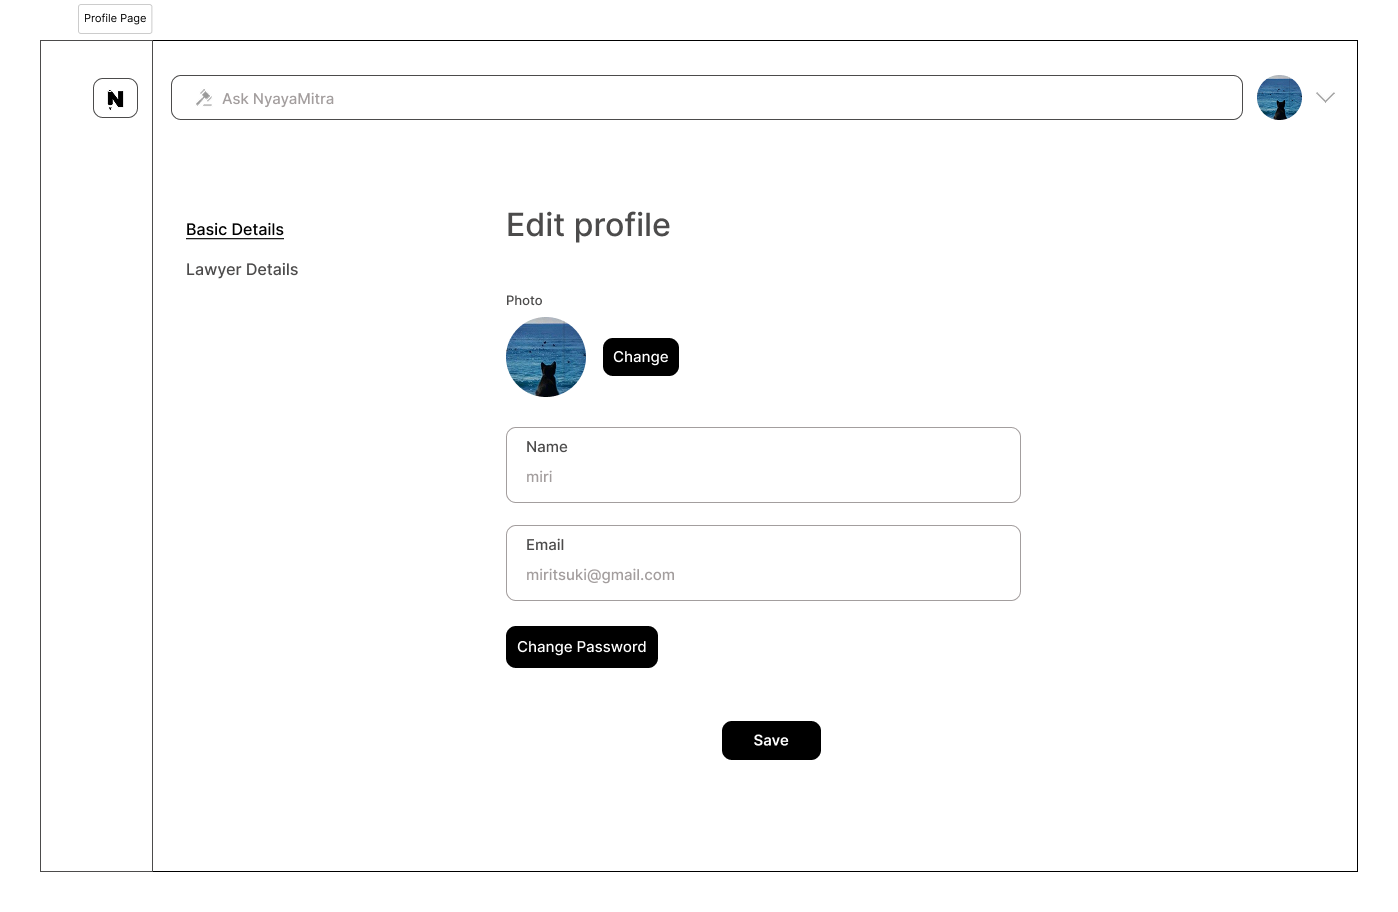 Profile Page
N
Ask NyayaMitra
Basic Details
Lawyer Details
Edit profile
Photo
Change
Name
miri
Email
miritsuki@gmail.com
Change Password
Save